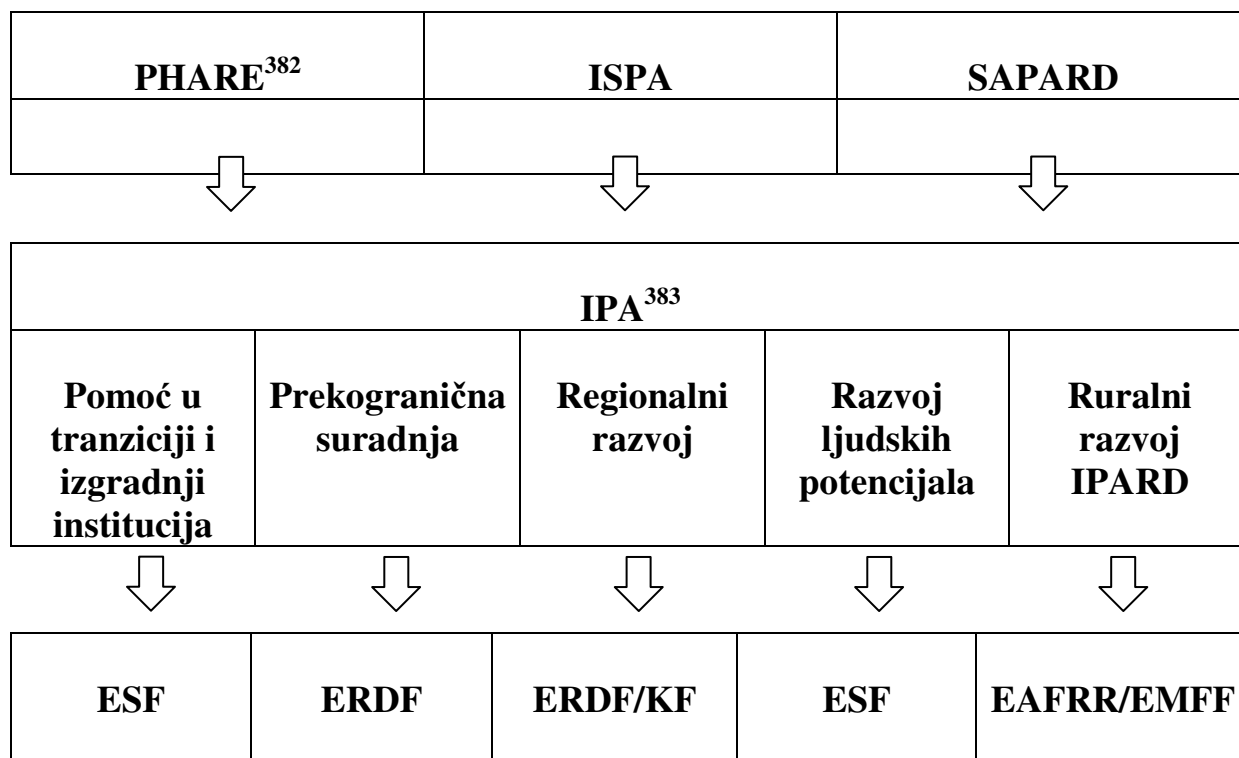 PHARE382 ISPA SAPARD
IPA383
Pomoć u
tranziciji i
izgradnji
institucija
Prekogranična
suradnja
Regionalni
razvoj
Razvoj
ljudskih
potencijala
Ruralni
razvoj
IPARD
ESF ERDF ERDF/KF ESF EAFRR/EMFF